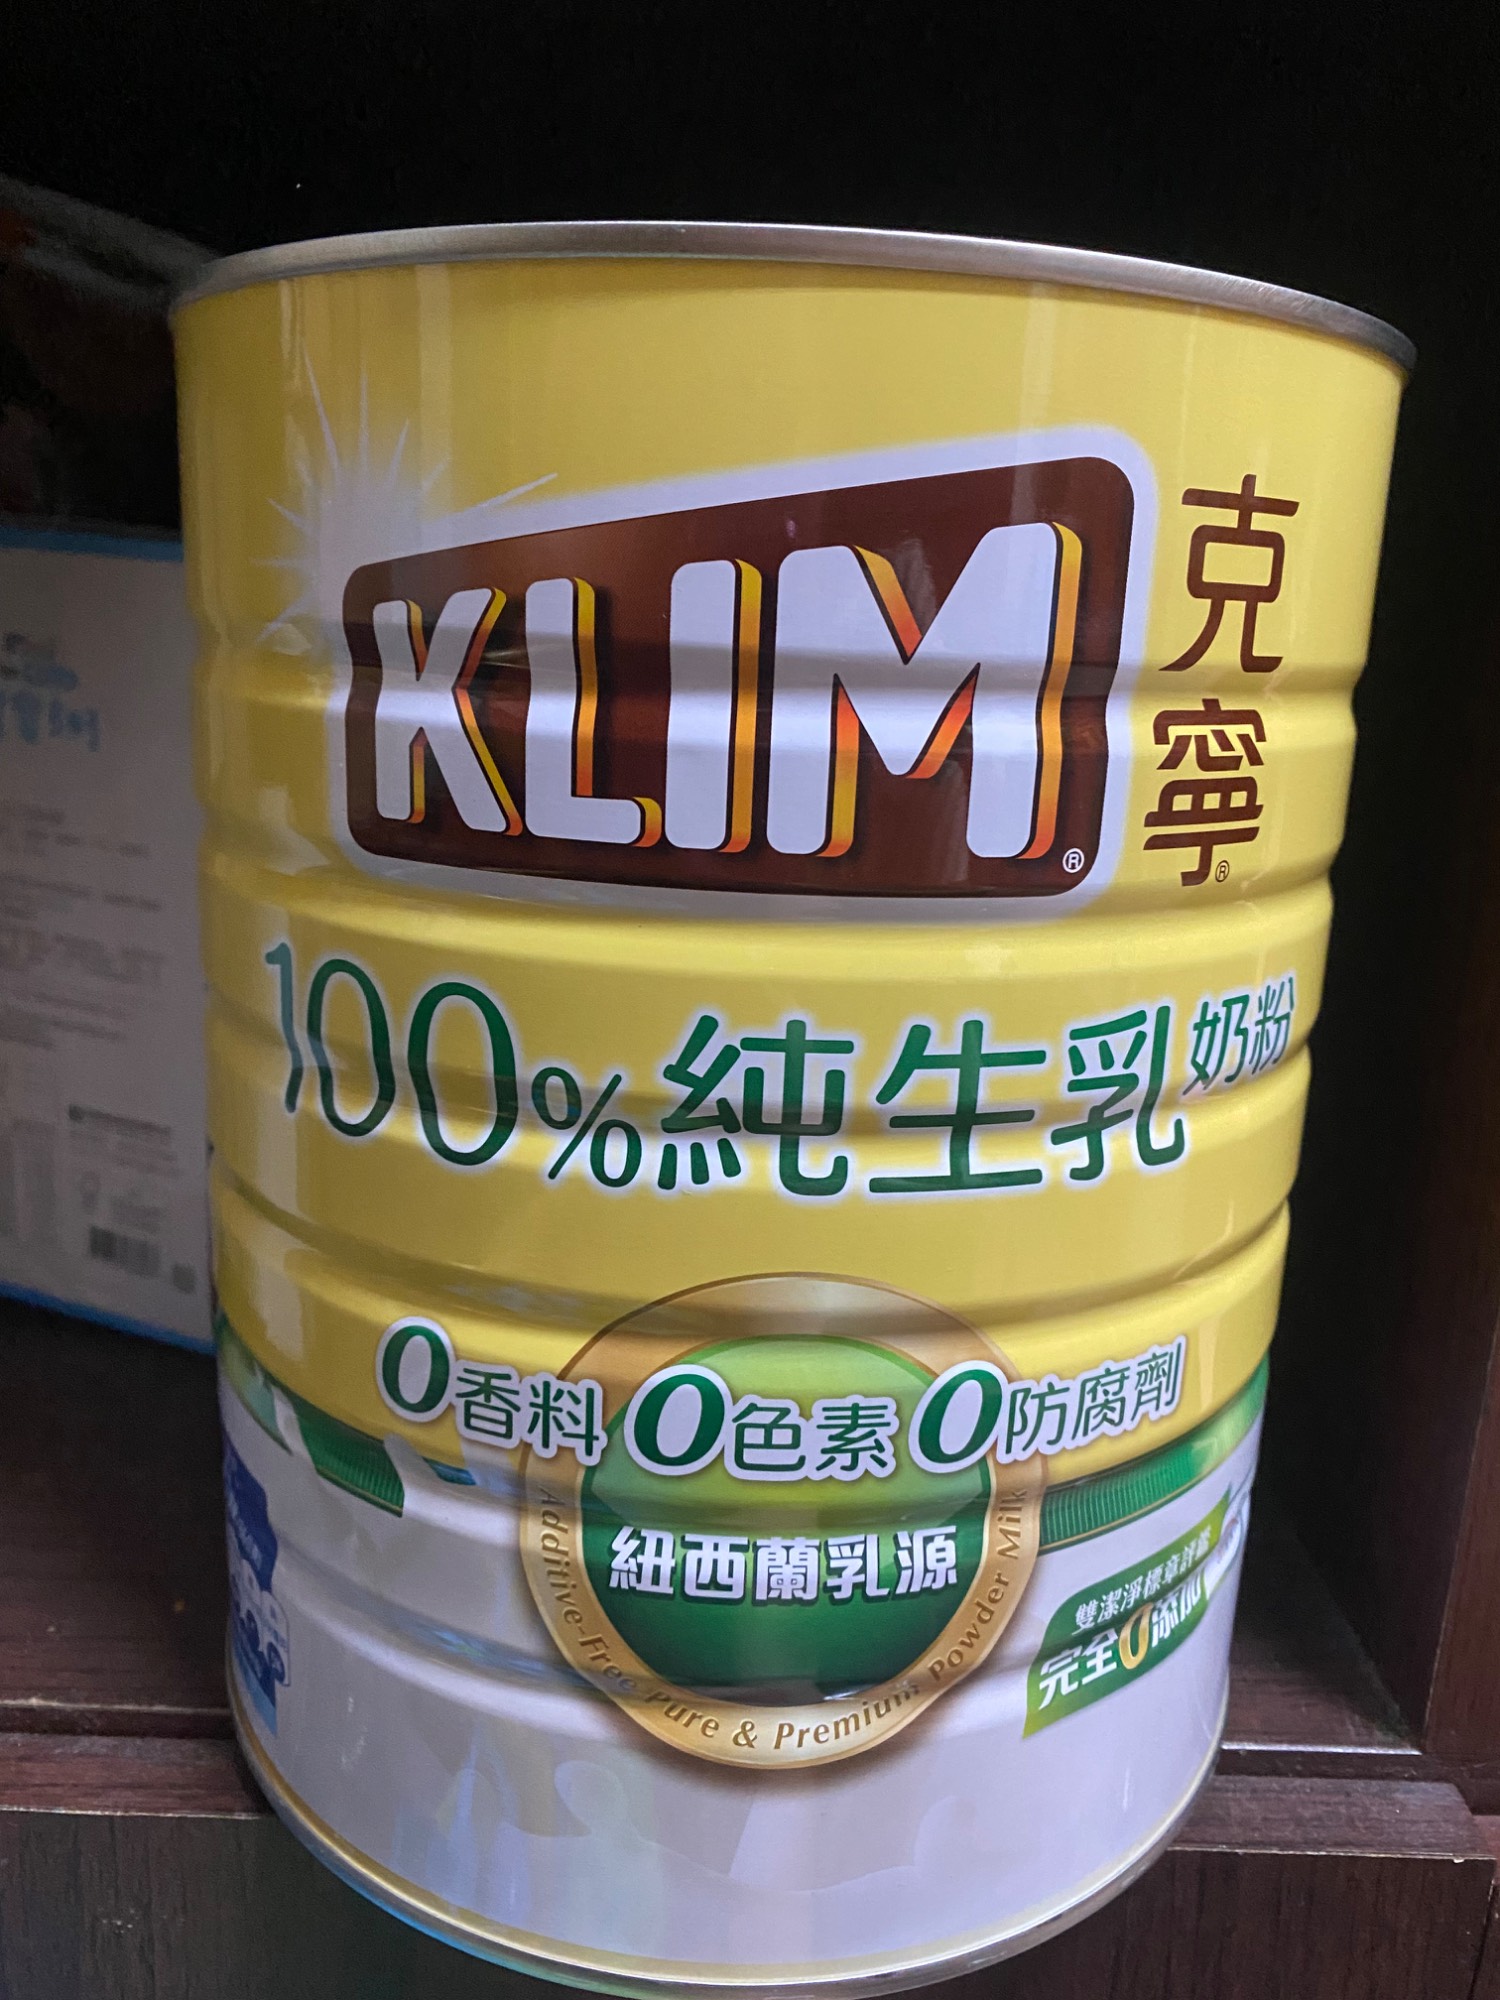 KLIM®
克寧®
100%純生乳奶粉
0香料 0色素 0防腐劑
紐西蘭乳源
Additive-Free Pure & Premium Powder Milk
雙潔淨標章評鑑
完全0添加